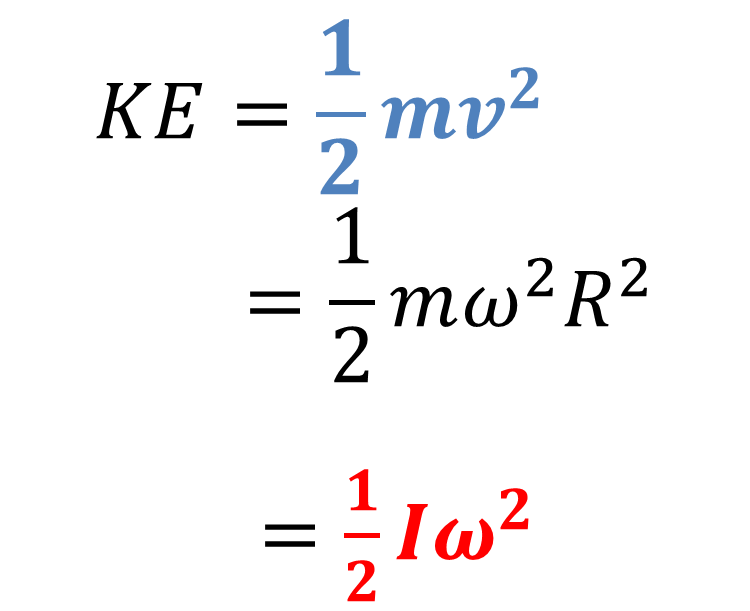 KE = 1/2 mv²
= 1/2 mω²R²
= 1/2 Iω²